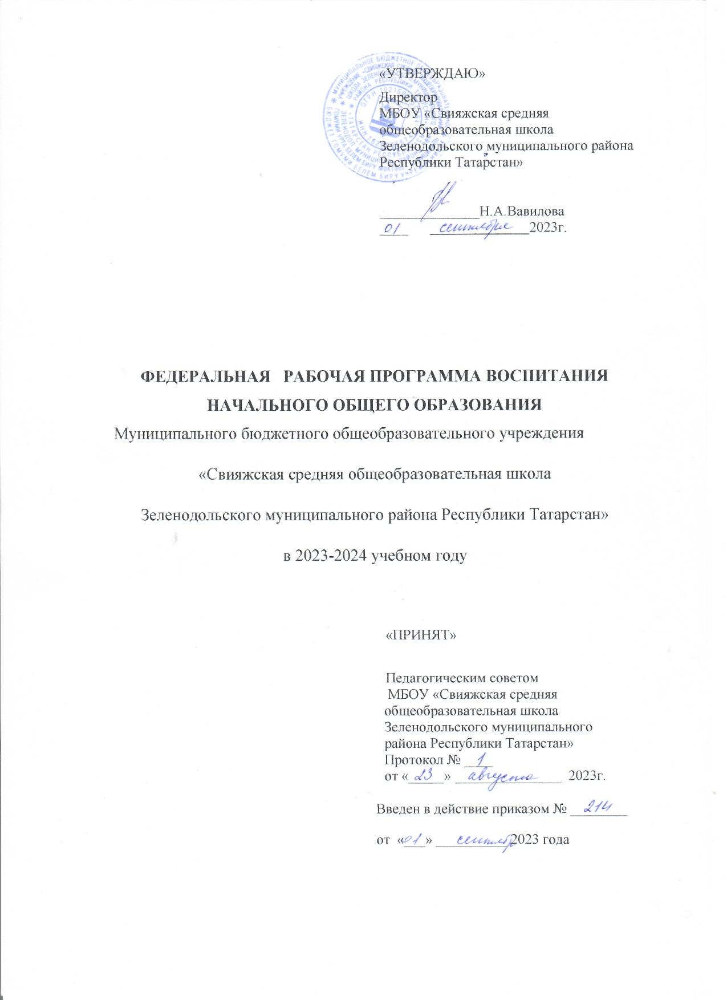 «УТВЕРЖДАЮ»
Директор
МБОУ «Свияжская средняя
общеобразовательная школа
Зеленодольского муниципального района
Республики Татарстан»
Н.А.Вавилова
01 сентября 2023г.
ФЕДЕРАЛЬНАЯ РАБОЧАЯ ПРОГРАММА ВОСПИТАНИЯ
НАЧАЛЬНОГО ОБЩЕГО ОБРАЗОВАНИЯ
Муниципального бюджетного общеобразовательного учреждения
«Свияжская средняя общеобразовательная школа
Зеленодольского муниципального района Республики Татарстан»
в 2023-2024 учебном году
«ПРИНЯТ»
Педагогическим советом
МБОУ «Свияжская средняя
общеобразовательная школа
Зеленодольского муниципального
района Республики Татарстан»
Протокол № 1
от «23» августа 2023г.
Введен в действие приказом № 214
от «01» сентябр 2023 года